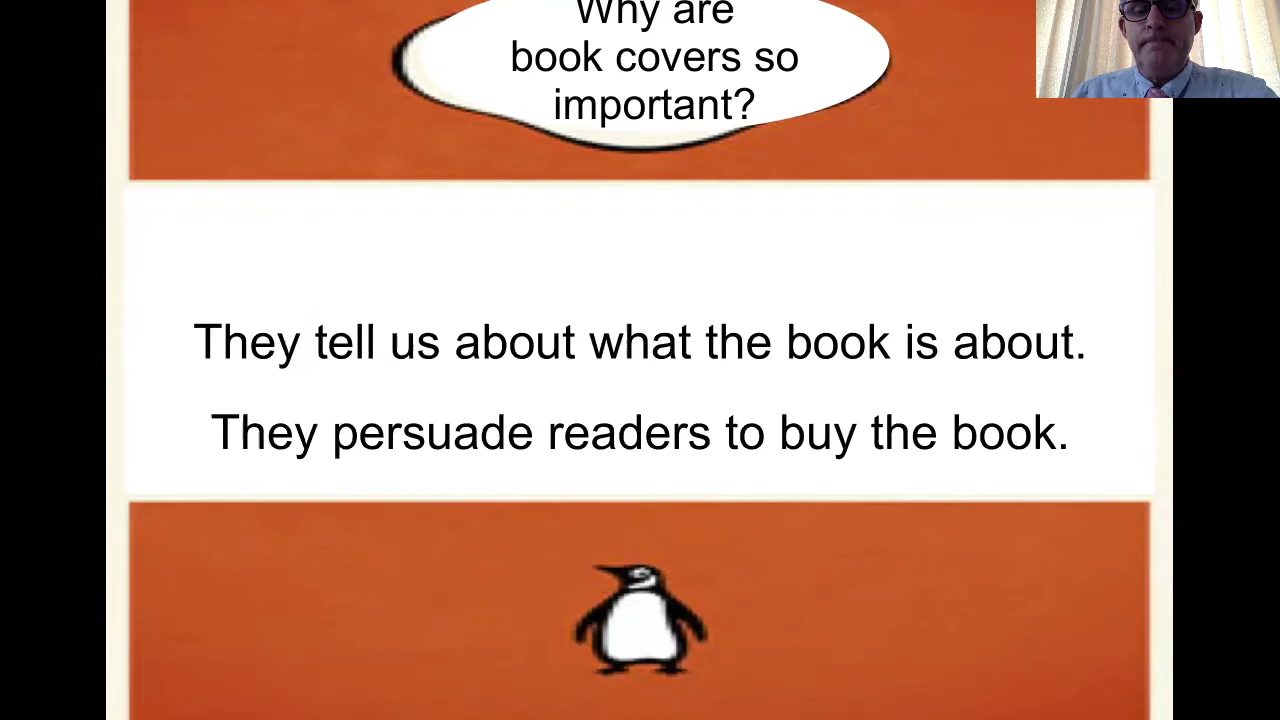 Why are
book covers so
important?
They tell us about what the book is about.
They persuade readers to buy the book.